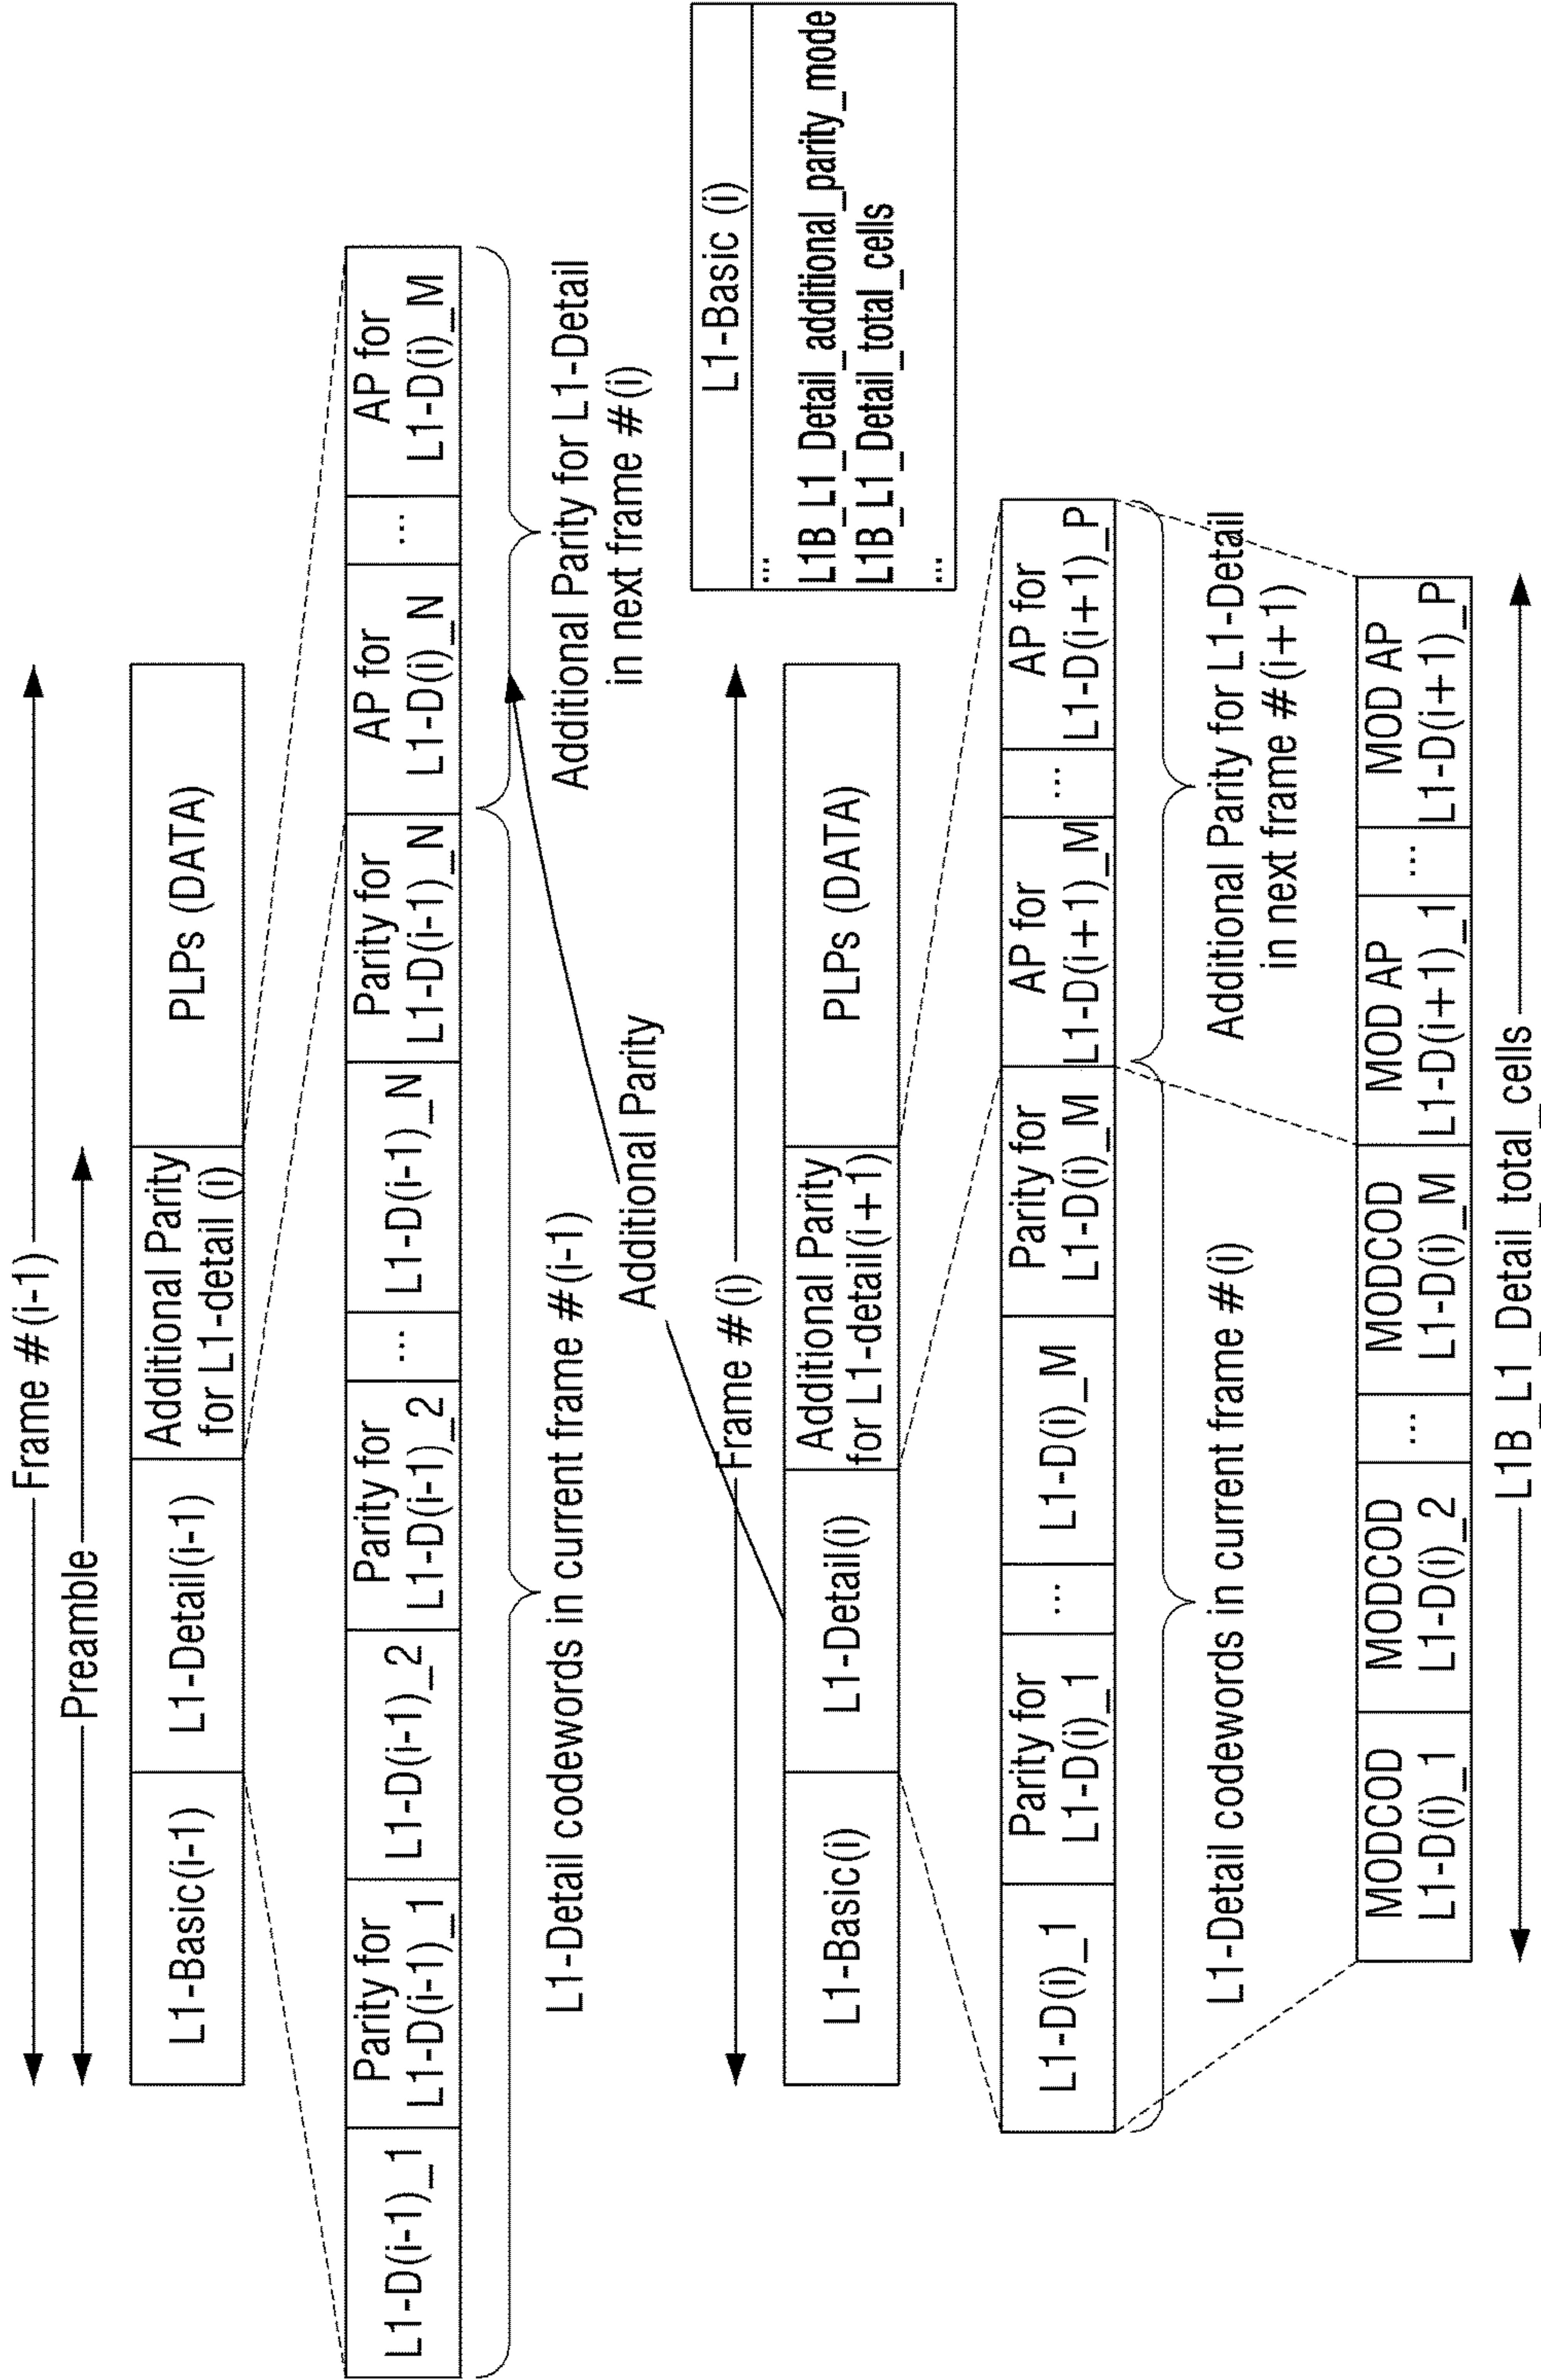 Frame #(i-1)
Preamble
L1-Basic(i-1)
L1-Detail(i-1)
Additional Parity
for L1-detail (i)
PLPs (DATA)
L1-D(i-1)_1
Parity for
L1-D(i-1)_1
L1-D(i-1)_2
Parity for
L1-D(i-1)_2
...
L1-D(i-1)_N
Parity for
L1-D(i-1)_N
AP for
L1-D(i)_N
...
AP for
L1-D(i)_M
L1-Detail codewords in current frame #(i-1)
Additional Parity for L1-Detail
in next frame #(i)
Additional Parity
L1-Basic (i)
...
L1B_L1_Detail_additional_parity_mode
L1B_L1_Detail_total_cells
...
Frame #(i)
L1-Basic(i)
L1-Detail(i)
Additional Parity
for L1-detail(i+1)
PLPs (DATA)
L1-D(i)_1
Parity for
L1-D(i)_1
...
L1-D(i)_M
Parity for
L1-D(i)_M
AP for
L1-D(i+1)_M
...
AP for
L1-D(i+1)_P
L1-Detail codewords in current frame #(i)
Additional Parity for L1-Detail
in next frame #(i+1)
MODCOD
L1-D(i)_1
MODCOD
L1-D(i)_2
...
MODCOD
L1-D(i)_M
MOD AP
L1-D(i+1)_1
...
MOD AP
L1-D(i+1)_P
L1B_L1_Detail_total_cells